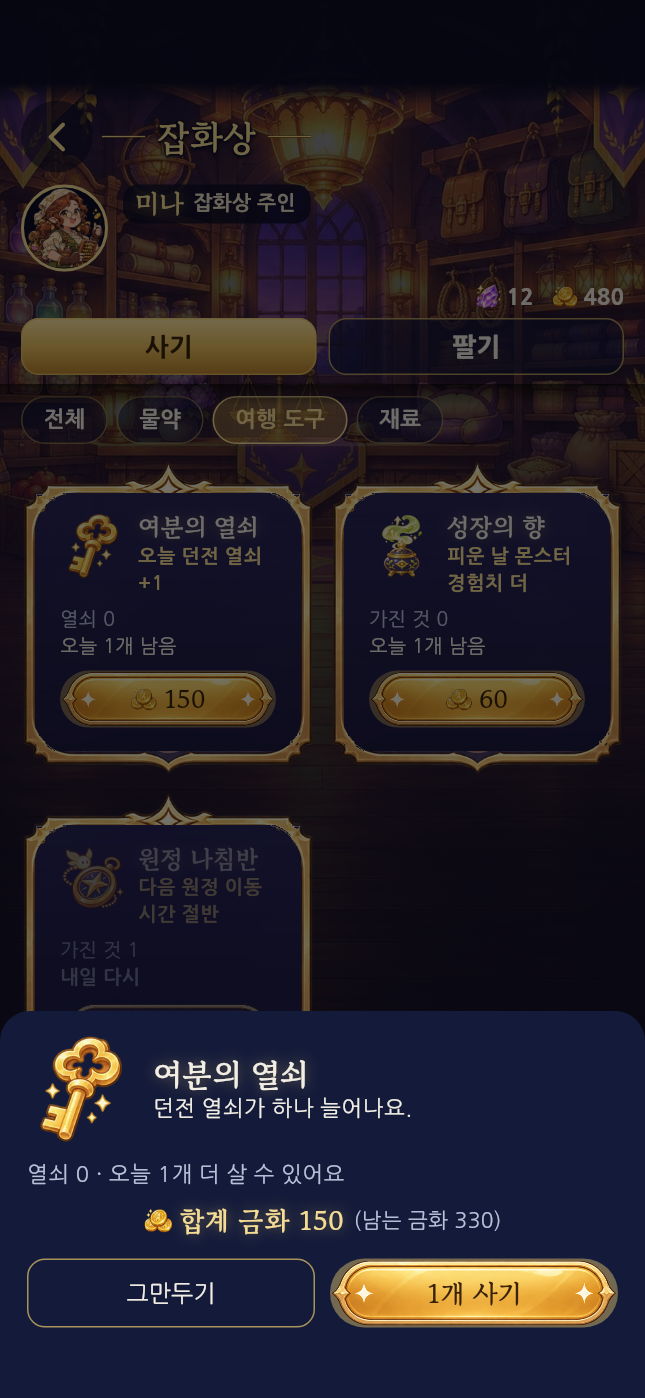 잡화상
미나 잡화상 주인
12 480
사기 팔기
전체 물약 여행 도구 재료
여분의 열쇠
오늘 던전 열쇠
+1
열쇠 0
오늘 1개 남음
150
성장의 향
피운 날 몬스터
경험치 더
가진 것 0
오늘 1개 남음
60
원정 나침반
다음 원정 이동
시간 절반
가진 것 1
내일 다시
여분의 열쇠
던전 열쇠가 하나 늘어나요.
열쇠 0 · 오늘 1개 더 살 수 있어요
합계 금화 150 (남는 금화 330)
그만두기 1개 사기